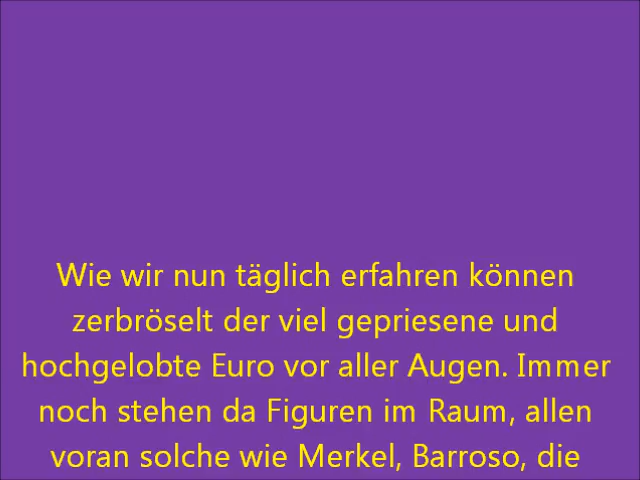 Wie wir nun täglich erfahren können
zerbröselt der viel gepriesene und
hochgelobte Euro vor aller Augen. Immer
noch stehen da Figuren im Raum, allen
voran solche wie Merkel, Barroso, die